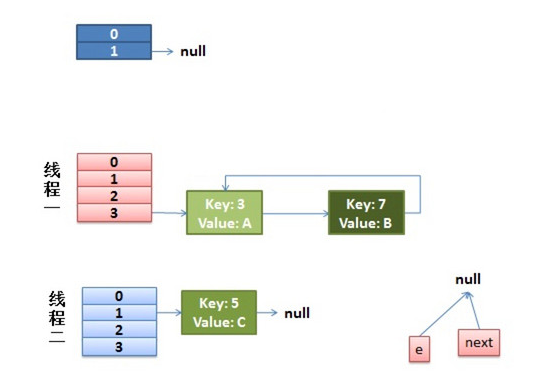 0
1
null
线程一
0
1
2
3
Key: 3
Value: A
Key: 7
Value: B
线程二
0
1
2
3
Key: 5
Value: C
null
null
e
next